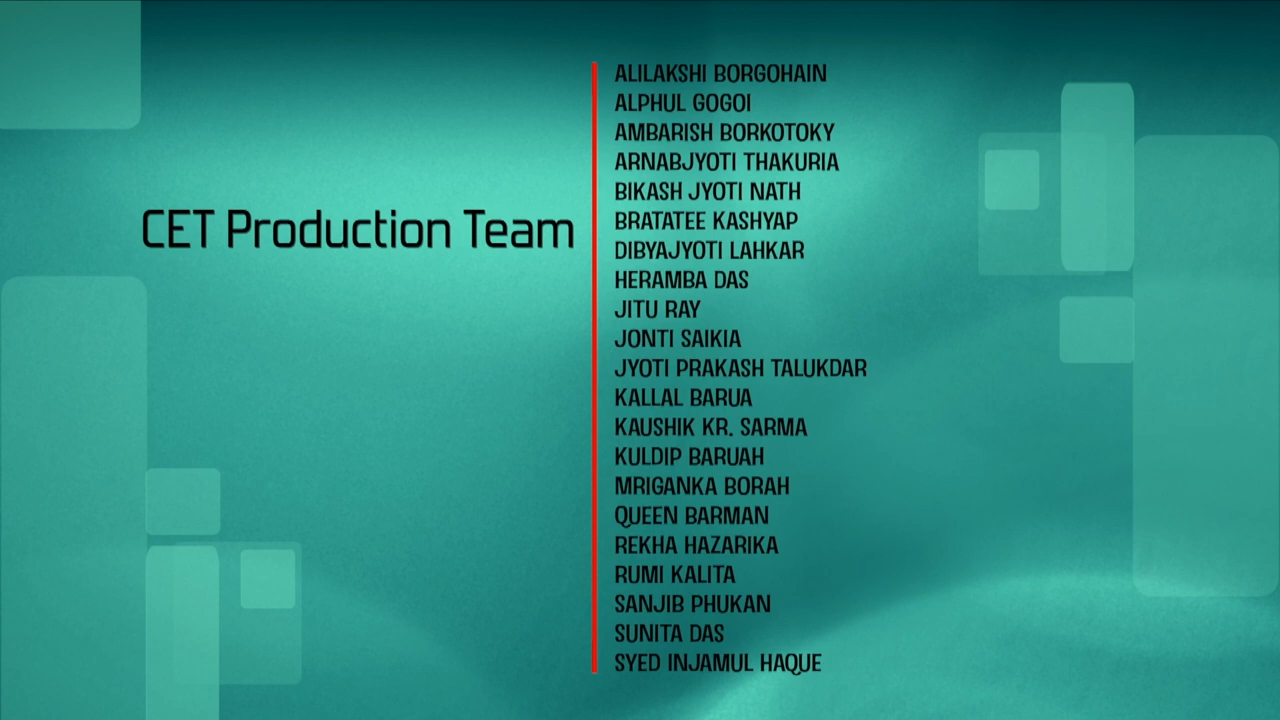 CET Production Team
ALILAKSHI BORGOHAIN
ALPHUL GOGOI
AMBARISH BORKOTOKY
ARNABJYOTI THAKURIA
BIKASH JYOTI NATH
BRATATEE KASHYAP
DIBYAJYOTI LAHKAR
HERAMBA DAS
JITU RAY
JONTI SAIKIA
JYOTI PRAKASH TALUKDAR
KALLAL BARUA
KAUSHIK KR. SARMA
KULDIP BARUAH
MRIGANKA BORAH
QUEEN BARMAN
REKHA HAZARIKA
RUMI KALITA
SANJIB PHUKAN
SUNITA DAS
SYED INJAMUL HAQUE